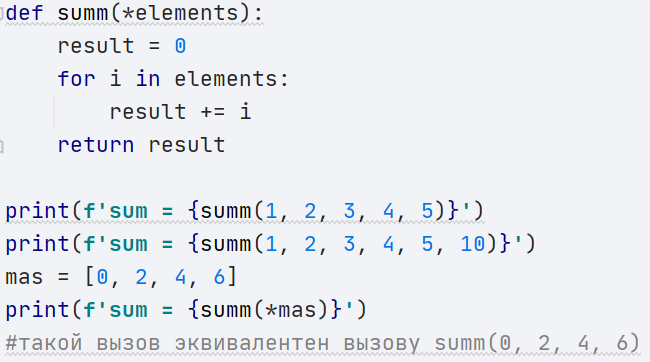 def summ(*elements):
    result = 0
    for i in elements:
        result += i
    return result

print(f'sum = {summ(1, 2, 3, 4, 5)}')
print(f'sum = {summ(1, 2, 3, 4, 5, 10)}')
mas = [0, 2, 4, 6]
print(f'sum = {summ(*mas)}')
#такой вызов эквивалентен вызову summ(0, 2, 4, 6)